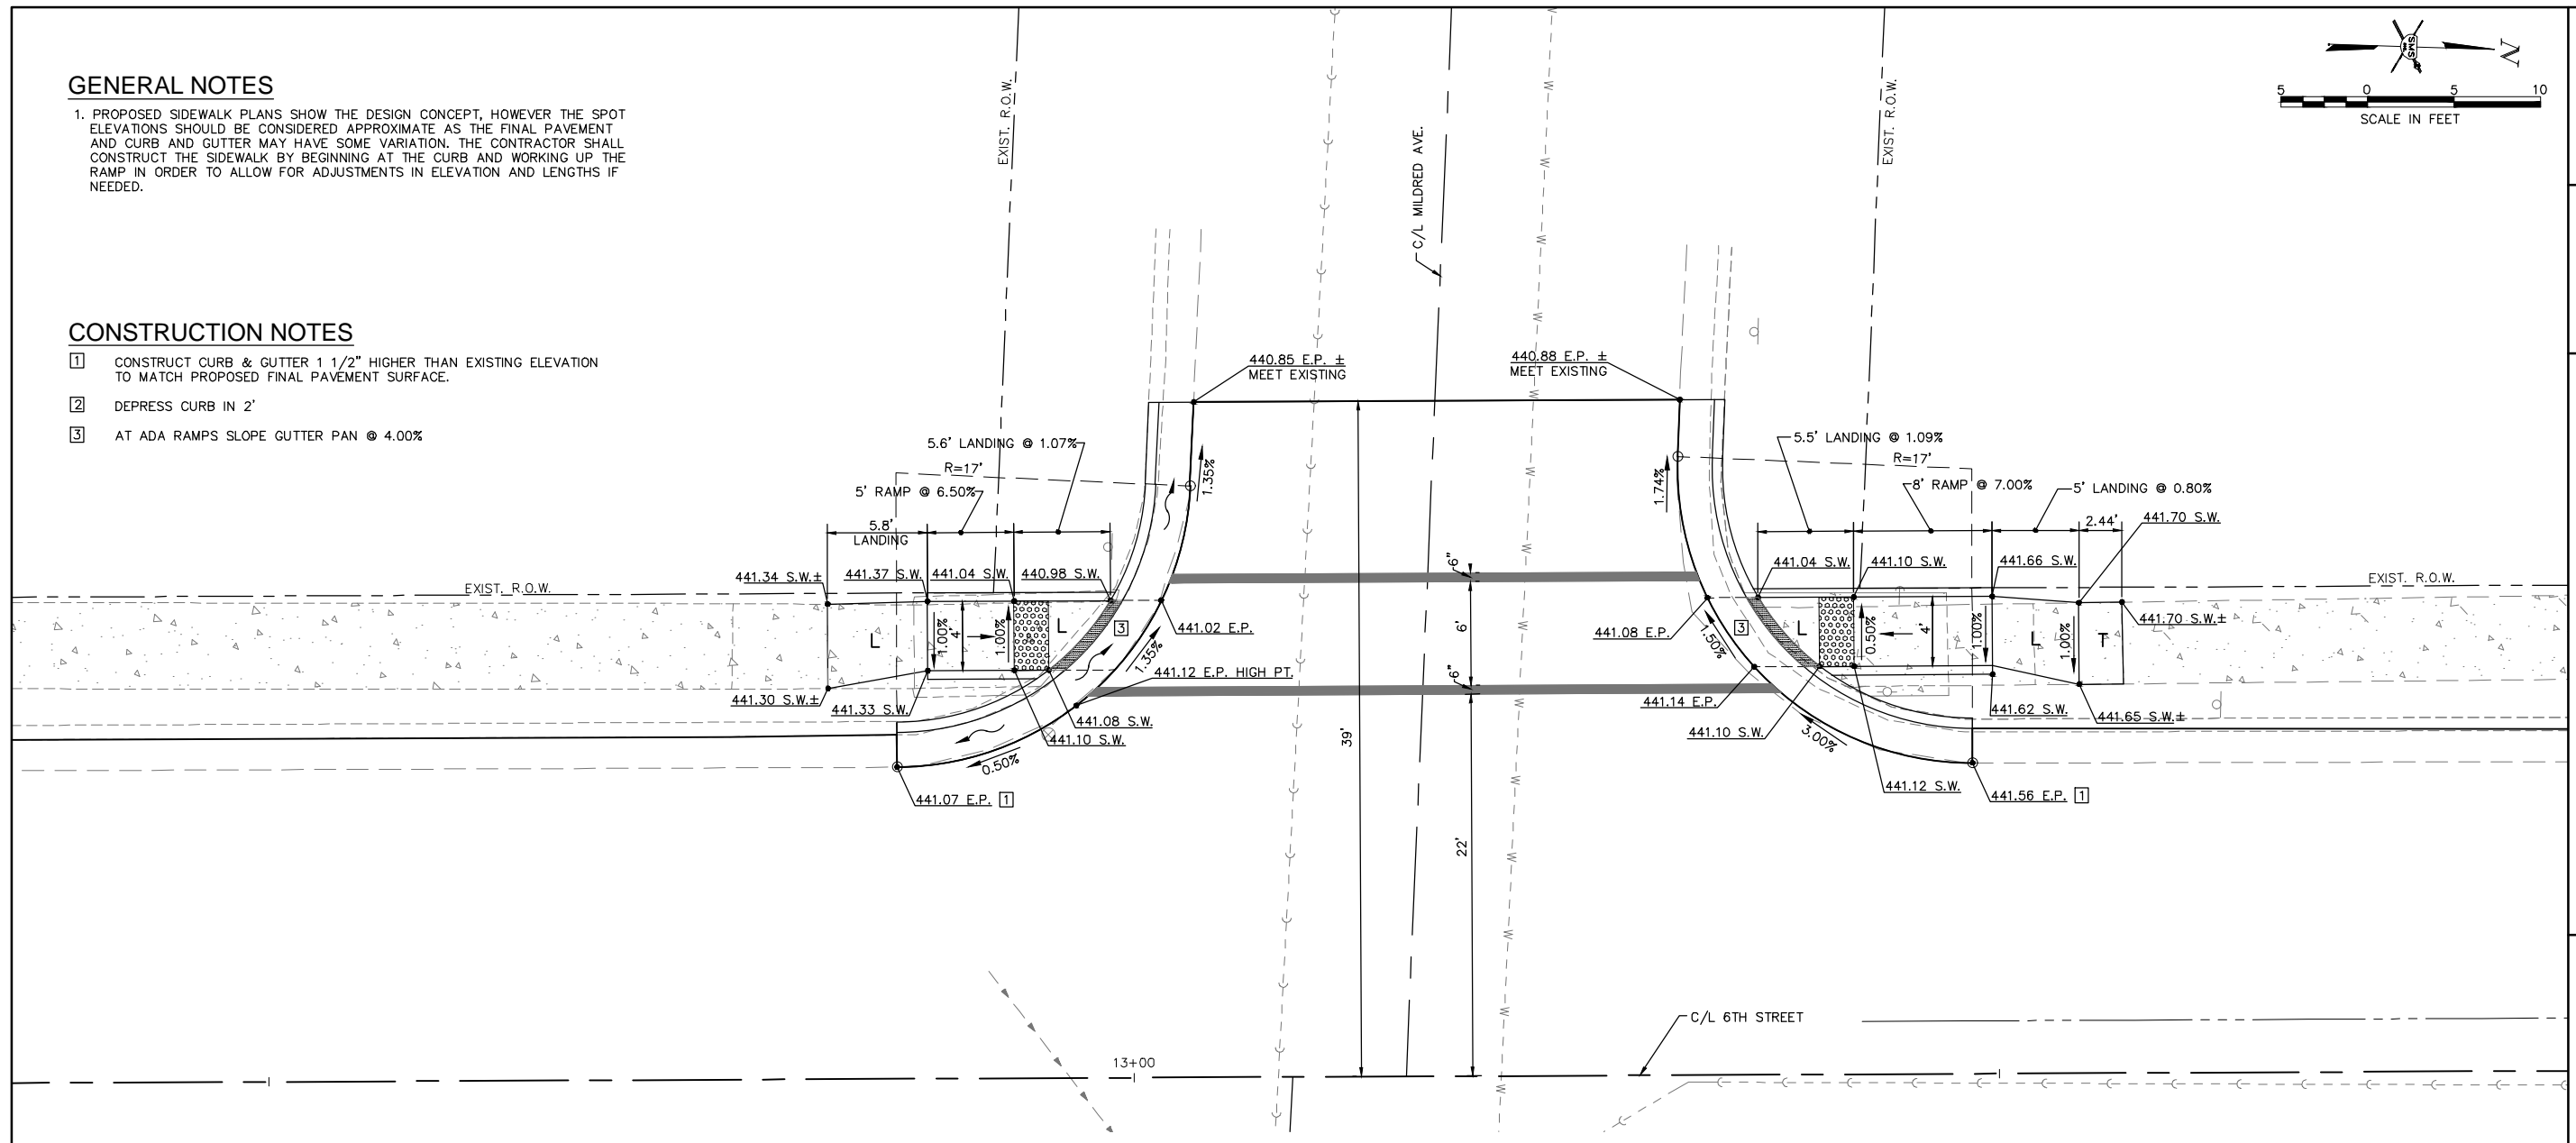 GENERAL NOTES
1. PROPOSED SIDEWALK PLANS SHOW THE DESIGN CONCEPT, HOWEVER THE SPOT
ELEVATIONS SHOULD BE CONSIDERED APPROXIMATE AS THE FINAL PAVEMENT
AND CURB AND GUTTER MAY HAVE SOME VARIATION. THE CONTRACTOR SHALL
CONSTRUCT THE SIDEWALK BY BEGINNING AT THE CURB AND WORKING UP THE
RAMP IN ORDER TO ALLOW FOR ADJUSTMENTS IN ELEVATION AND LENGTHS IF
NEEDED.
CONSTRUCTION NOTES
1 CONSTRUCT CURB & GUTTER 1 1/2" HIGHER THAN EXISTING ELEVATION
TO MATCH PROPOSED FINAL PAVEMENT SURFACE.
2 DEPRESS CURB IN 2'
3 AT ADA RAMPS SLOPE GUTTER PAN @ 4.00%
EXIST. R.O.W.
C/L MILDRED AVE.
EXIST. R.O.W.
SMS
N
5 0 5 10
SCALE IN FEET
440.85 E.P. ±
MEET EXISTING
440.88 E.P. ±
MEET EXISTING
5.6' LANDING @ 1.07%
R=17'
5' RAMP @ 6.50%
5.8'
LANDING
1.35%
5.5' LANDING @ 1.09%
R=17'
8' RAMP @ 7.00%
5' LANDING @ 0.80%
1.74%
2.44'
441.70 S.W.
441.34 S.W.±
441.37 S.W.
441.04 S.W.
440.98 S.W.
EXIST. R.O.W.
441.04 S.W.
441.10 S.W.
441.66 S.W.
EXIST. R.O.W.
441.70 S.W.±
L
1.00%
4'
1.00%
L
3
1.35%
441.02 E.P.
441.12 E.P. HIGH PT.
441.30 S.W.±
441.33 S.W.
441.08 S.W.
441.10 S.W.
0.50%
441.07 E.P. 1
6"
6'
6"
39'
22'
441.08 E.P.
1.50%
3
L
0.50%
4'
1.00%
L
1.00%
T
441.14 E.P.
441.10 S.W.
3.00%
441.12 S.W.
441.62 S.W.
441.65 S.W.±
441.56 E.P. 1
C/L 6TH STREET
13+00
W
W
W
W
W
W
W
W
W
W
W
W
W
W